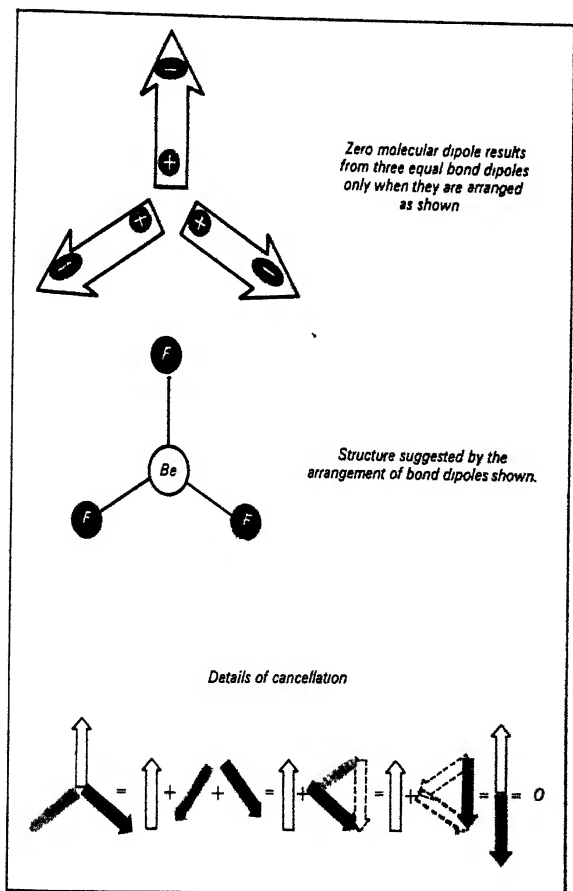 −
+
+ +
− −
Zero molecular dipole results
from three equal bond dipoles
only when they are arranged
as shown
F
Be
F F
Structure suggested by the
arrangement of bond dipoles shown.
Details of cancellation
= + + = + = + = = 0